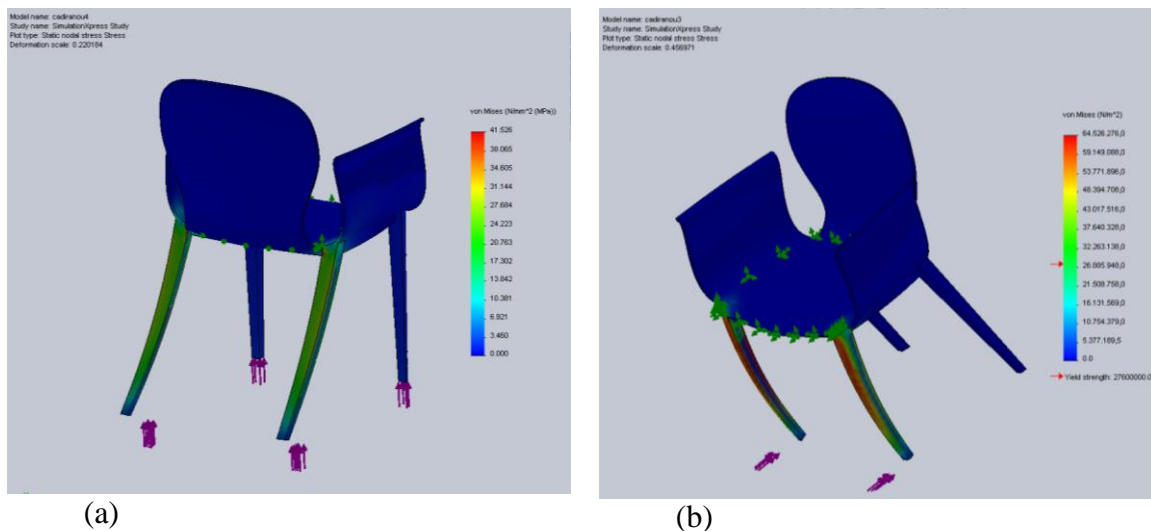 Model name: cadiranou4
Study name: SimulationXpress Study
Plot type: Static nodal stress Stress
Deformation scale: 0.220184
von Mises (N/mm^2 (MPa))
41.526
38.065
34.605
31.144
27.684
24.223
20.763
17.302
13.842
10.381
6.921
3.460
0.000
(a)
Model name: cadiranou3
Study name: SimulationXpress Study
Plot type: Static nodal stress Stress
Deformation scale: 0.456971
von Mises (N/m^2)
64.526.276,0
59.149.088,0
53.771.896,0
48.394.708,0
43.017.516,0
37.640.328,0
32.263.138,0
26.885.948,0
21.508.758,0
16.131.569,0
10.754.379,0
5.377.189,5
0.0
Yield strength: 27600000.0
(b)